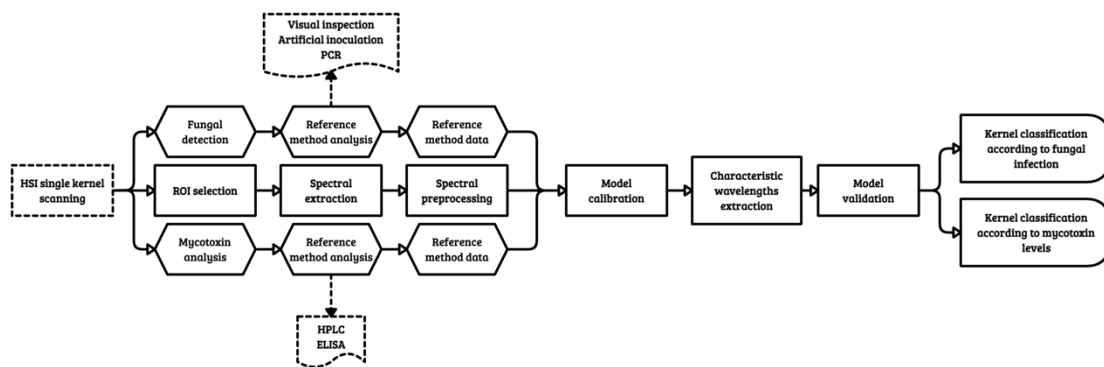 Visual inspection
Artificial inoculation
PCR
Fungal
detection
Reference
method analysis
Reference
method data
HSI single kernel
scanning
ROI selection
Spectral
extraction
Spectral
preprocessing
Mycotoxin
analysis
Reference
method analysis
Reference
method data
HPLC
ELISA
Model
calibration
Characteristic
wavelengths
extraction
Model
validation
Kernel classification
according to fungal
infection
Kernel classification
according to mycotoxin
levels